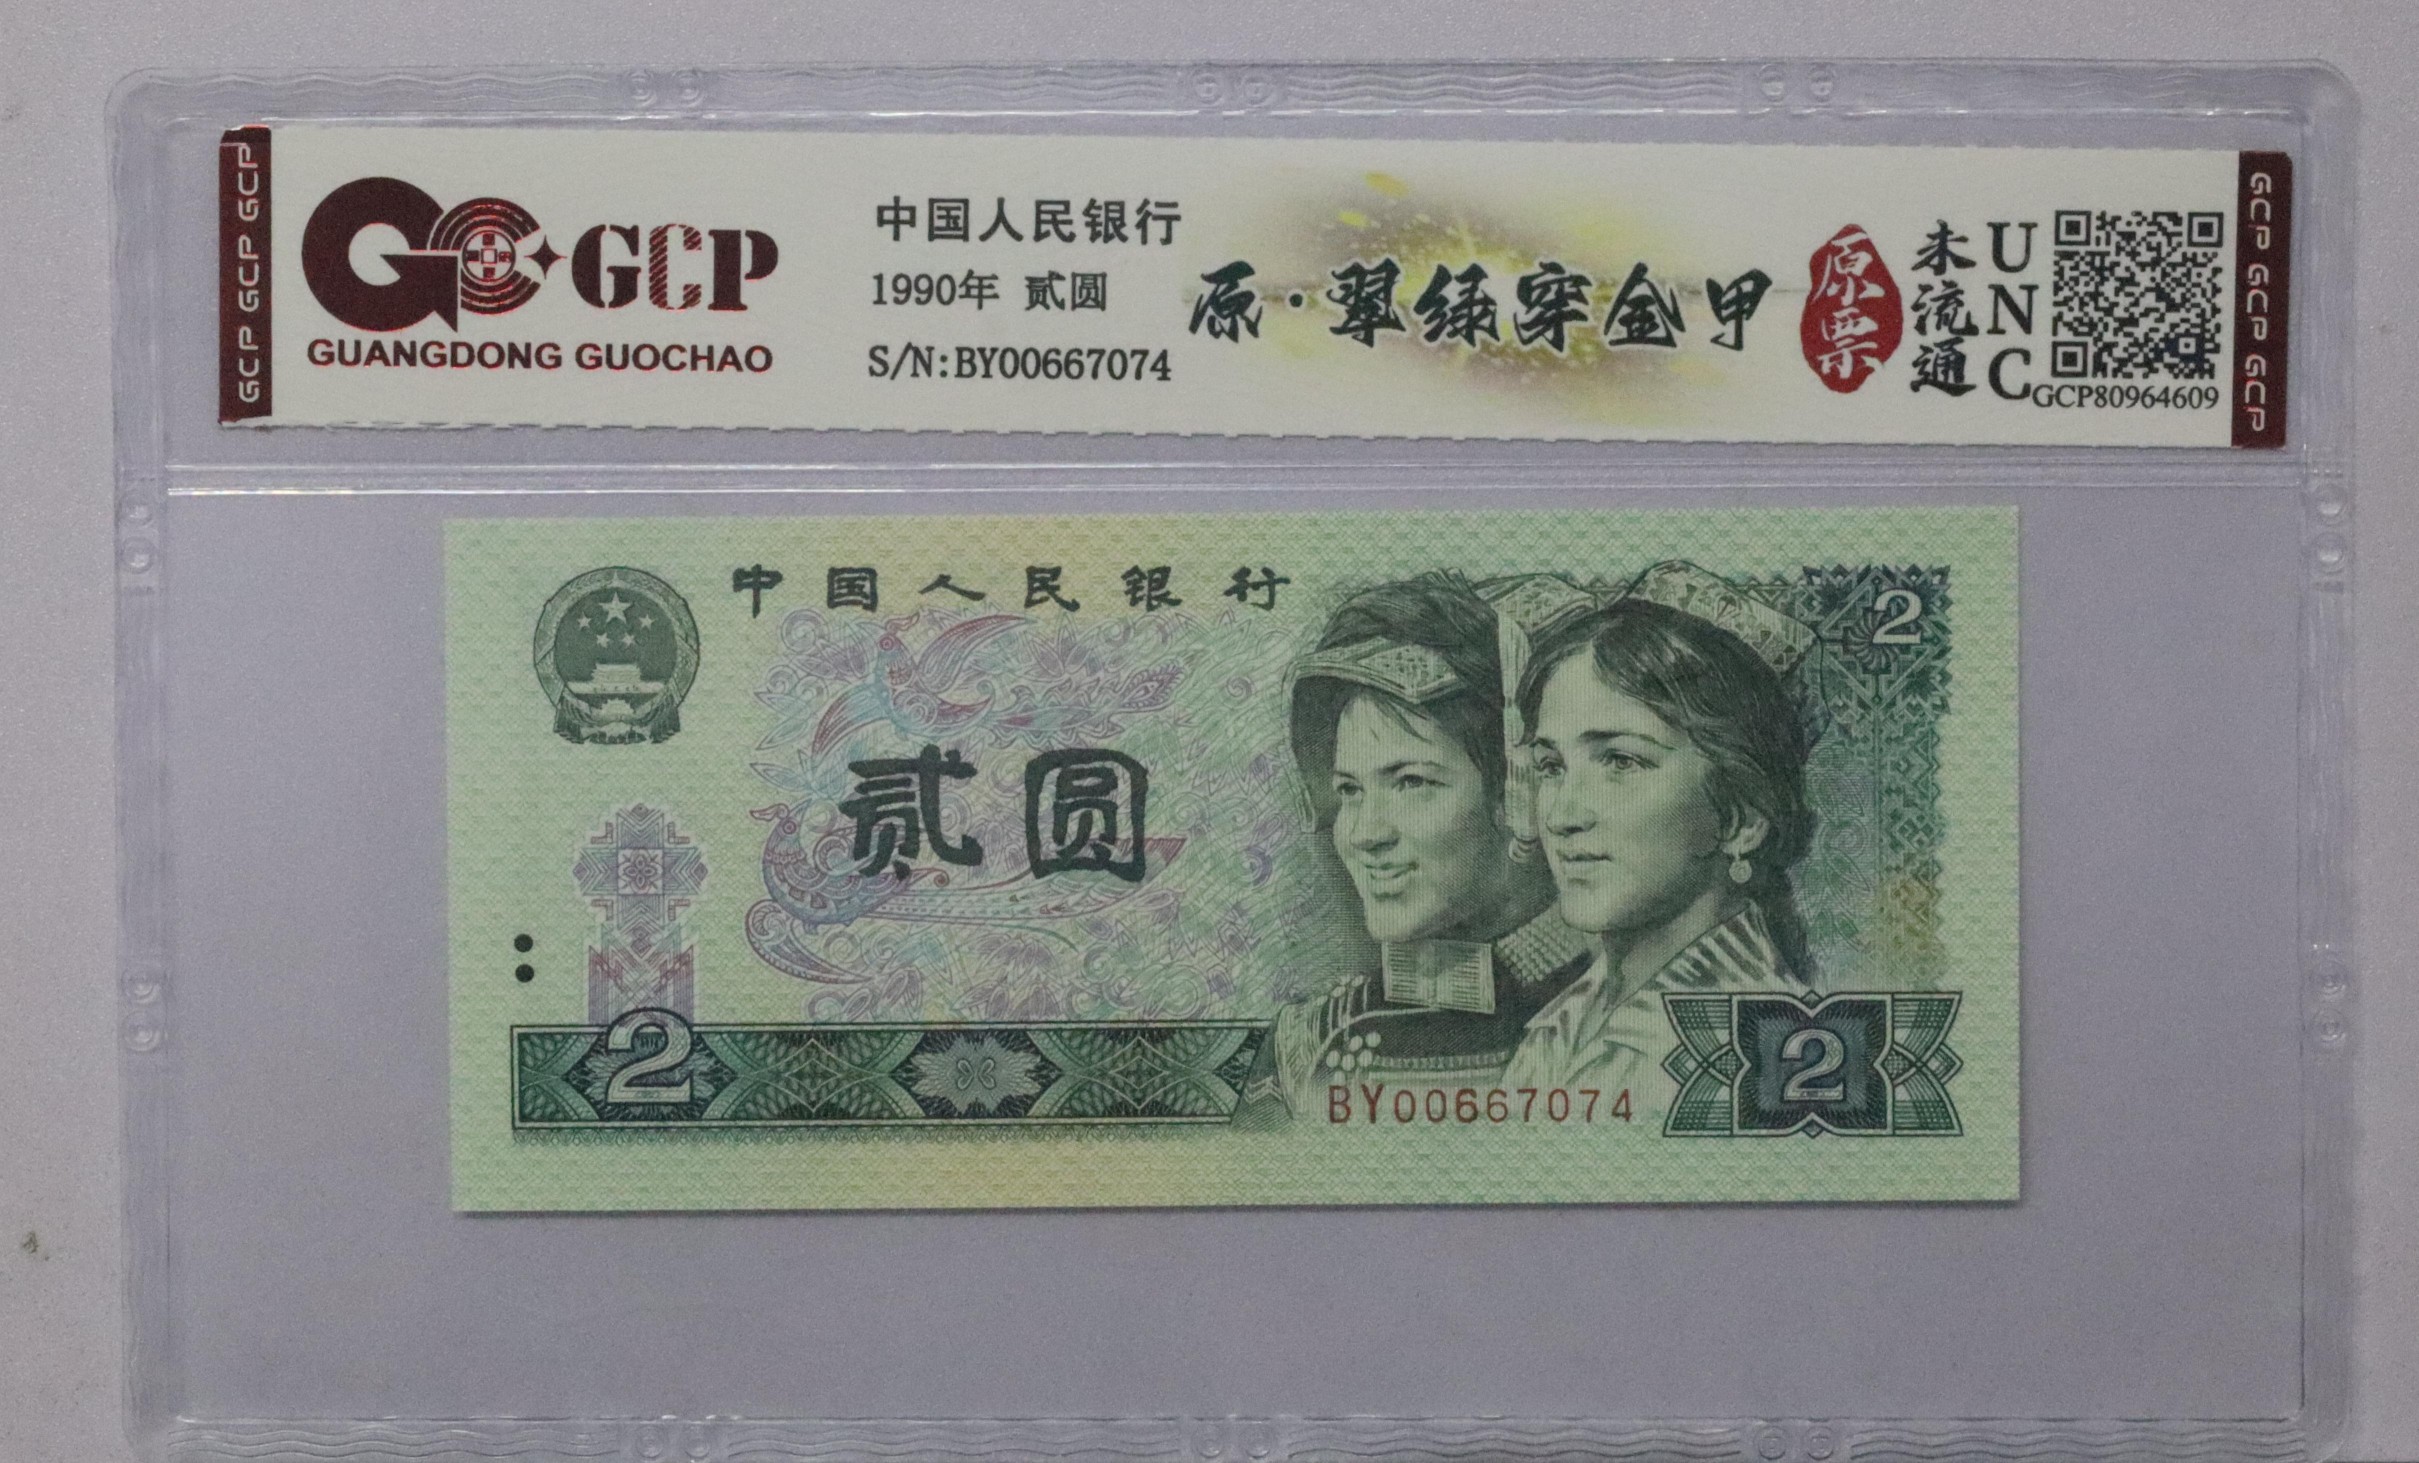 GCP GCP GCP
GCP
GUANGDONG GUOCHAO
中国人民银行
1990年 贰圆
S/N:BY00667074
原·翠绿穿金甲
原票
未流通
UNC
GCP80964609
GCP GCP GCP
中国人民银行
2
贰圆
2
BY00667074
2